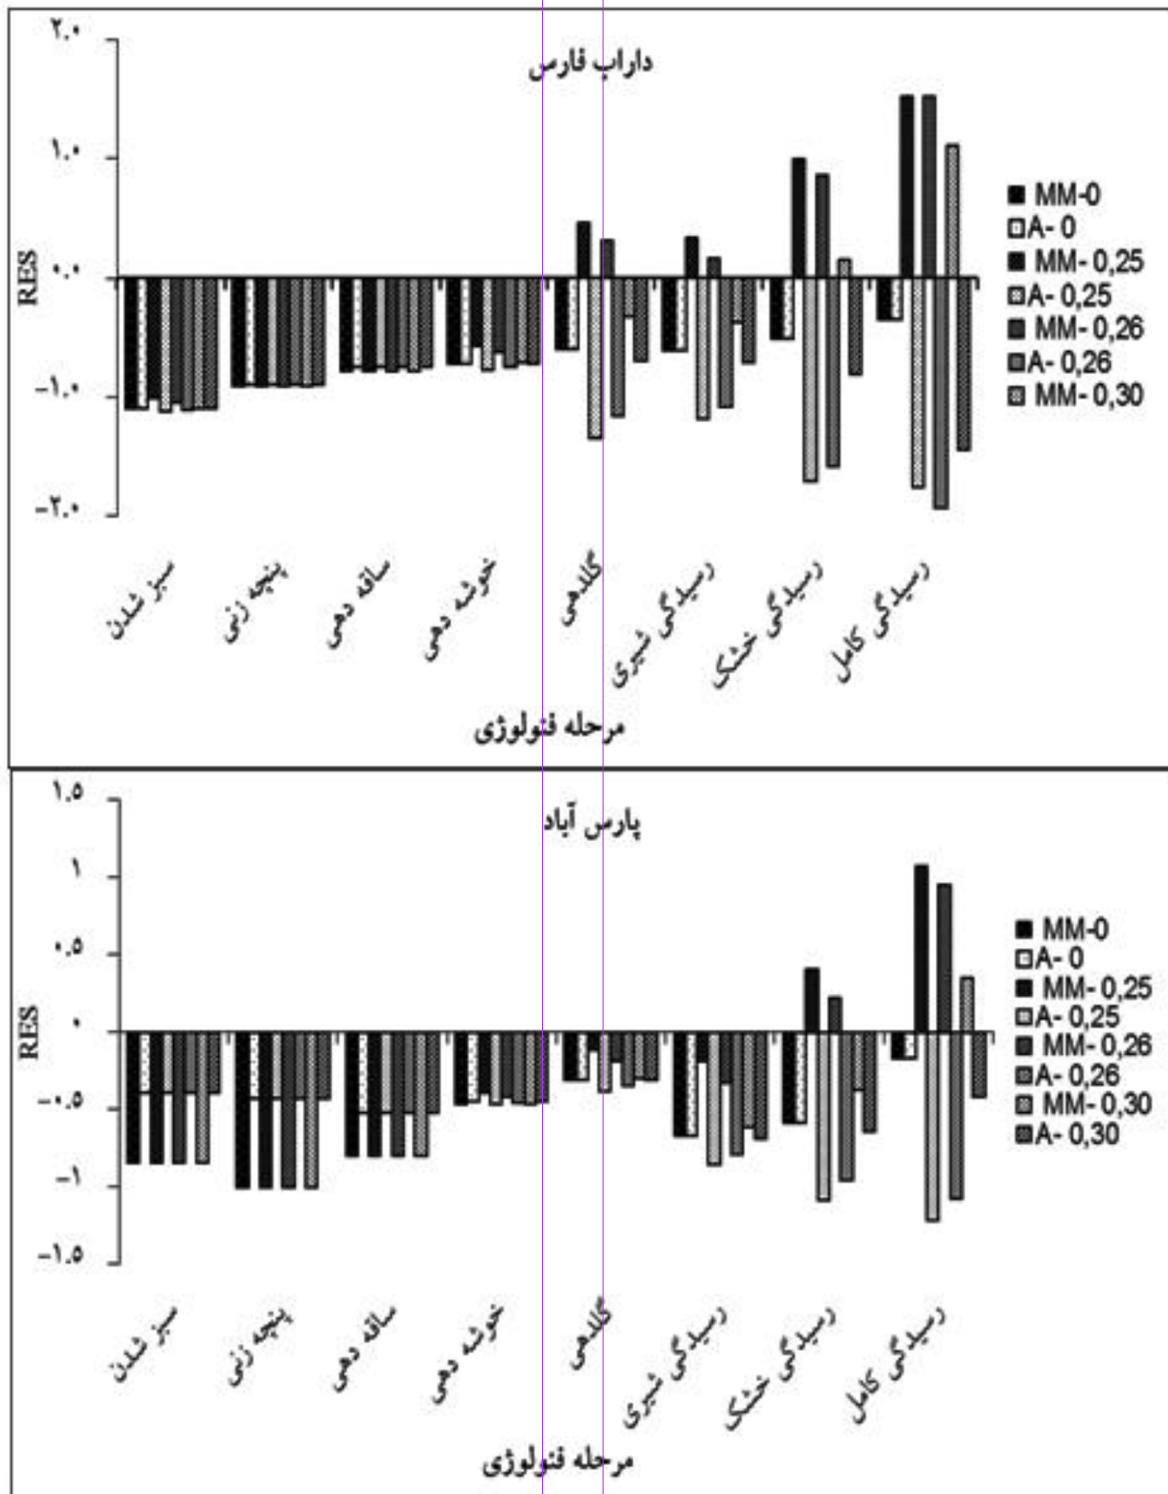 داراب فارس
۲.۰
۱.۰
۰.۰
-۱.۰
-۲.۰
RES
سبز شدن
پنجه زنی
ساقه دهی
خوشه دهی
گلدهی
رسیدگی شیری
رسیدگی خشک
رسیدگی کامل
مرحله فنولوژی
MM-0
A- 0
MM- 0,25
A- 0,25
MM- 0,26
A- 0,26
MM- 0,30
پارس آباد
۱.۵
۱
۰.۵
۰
-۰.۵
-۱
-۱.۵
RES
سبز شدن
پنجه زنی
ساقه دهی
خوشه دهی
گلدهی
رسیدگی شیری
رسیدگی خشک
رسیدگی کامل
مرحله فنولوژی
MM-0
A- 0
MM- 0,25
A- 0,25
MM- 0,26
A- 0,26
MM- 0,30
A- 0,30